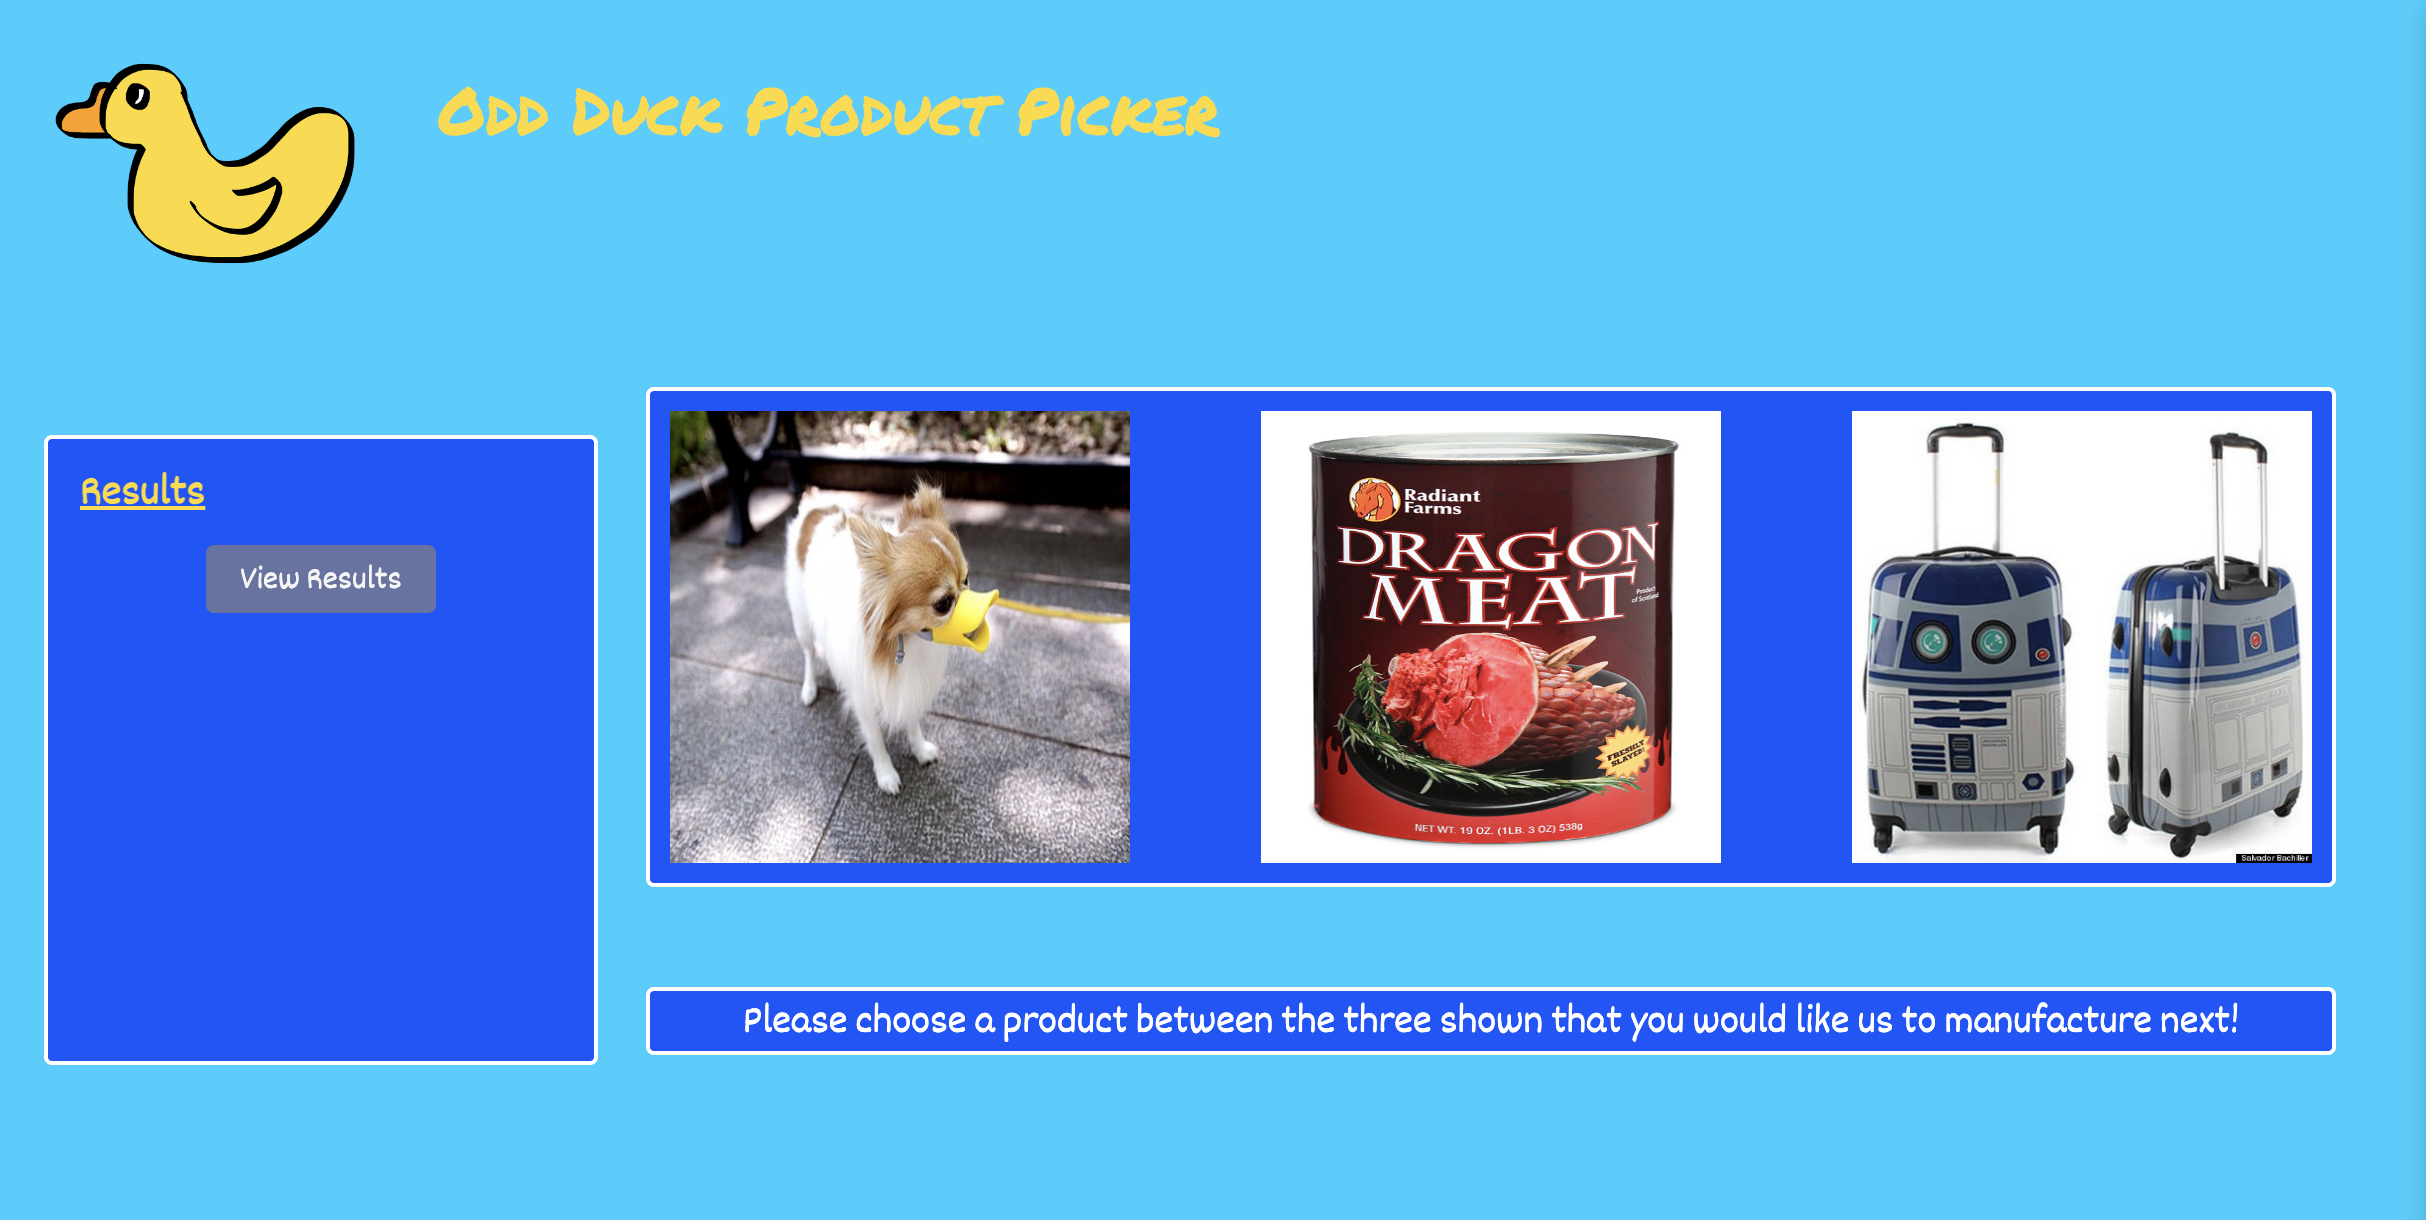 Odd Duck Product Picker
Results
View Results
Radiant
Farms
DRAGON
MEAT
Product
of Scotland
FRESHLY
SLAYED!
NET WT. 19 OZ. (1LB. 3 OZ) 538g
Salvador Bachiller
Please choose a product between the three shown that you would like us to manufacture next!